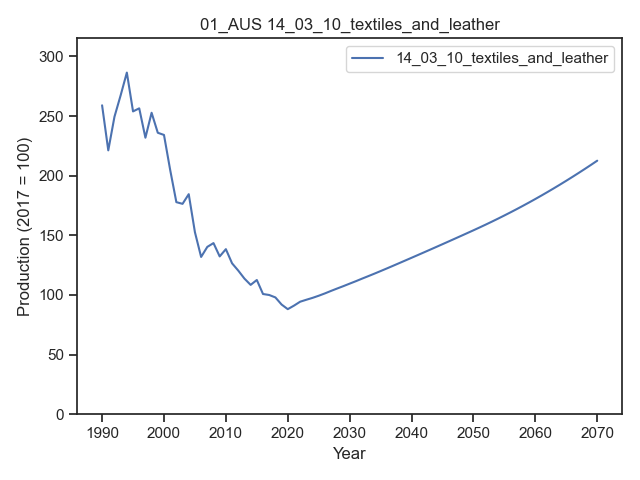 01_AUS 14_03_10_textiles_and_leather
14_03_10_textiles_and_leather
Production (2017 = 100)
300
250
200
150
100
50
0
1990 2000 2010 2020 2030 2040 2050 2060 2070
Year